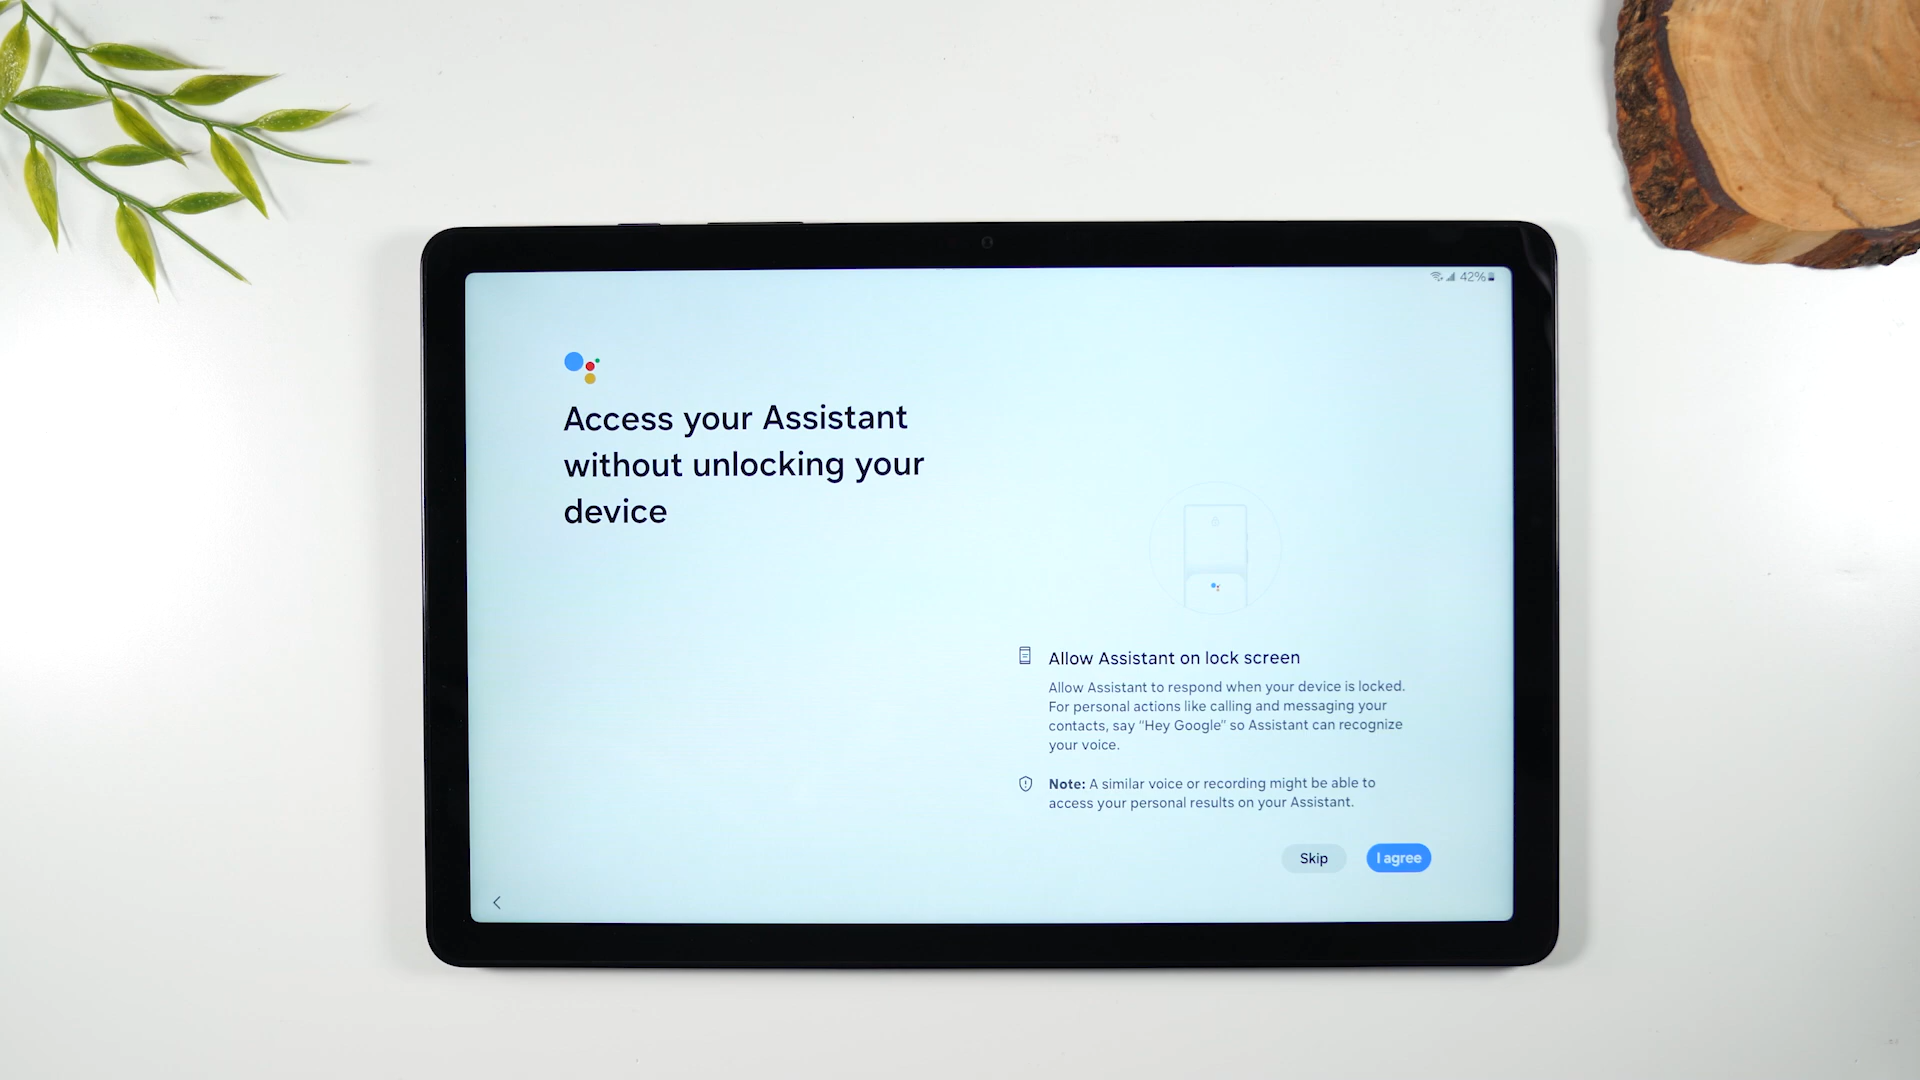 42%
Access your Assistant
without unlocking your
device
Allow Assistant on lock screen
Allow Assistant to respond when your device is locked.
For personal actions like calling and messaging your
contacts, say “Hey Google” so Assistant can recognize
your voice.
Note: A similar voice or recording might be able to
access your personal results on your Assistant.
Skip
I agree